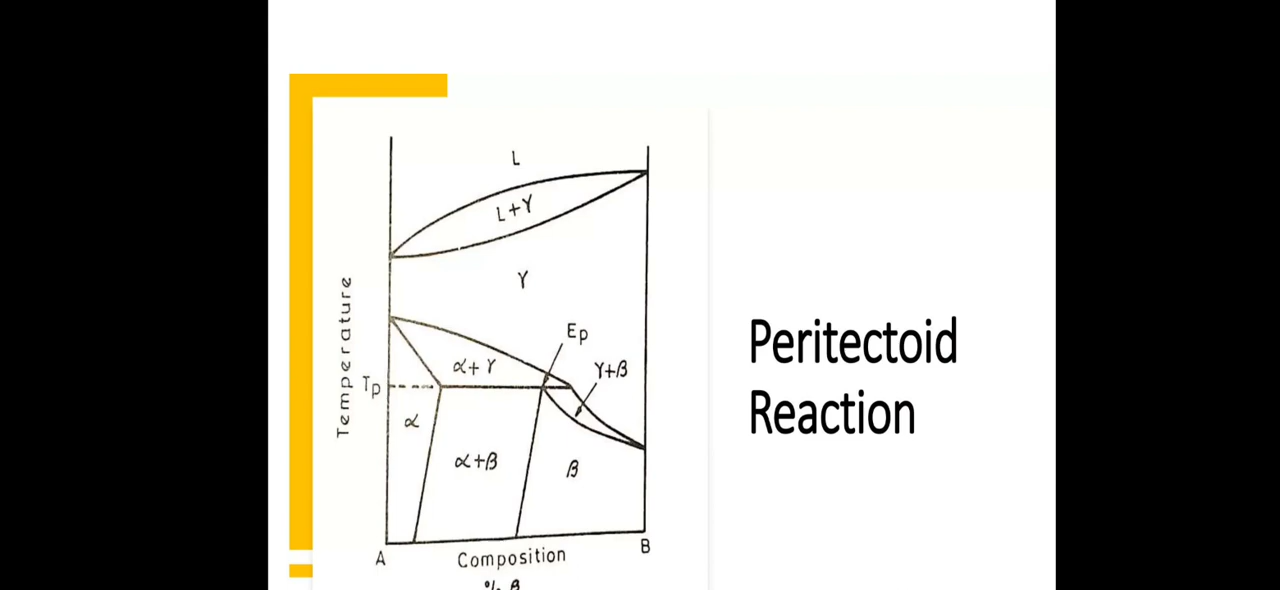 L
L+γ
γ
Ep
α+γ
γ+β
Tp
α
α+β
β
Temperature
A
Composition
B
% B
Peritectoid
Reaction